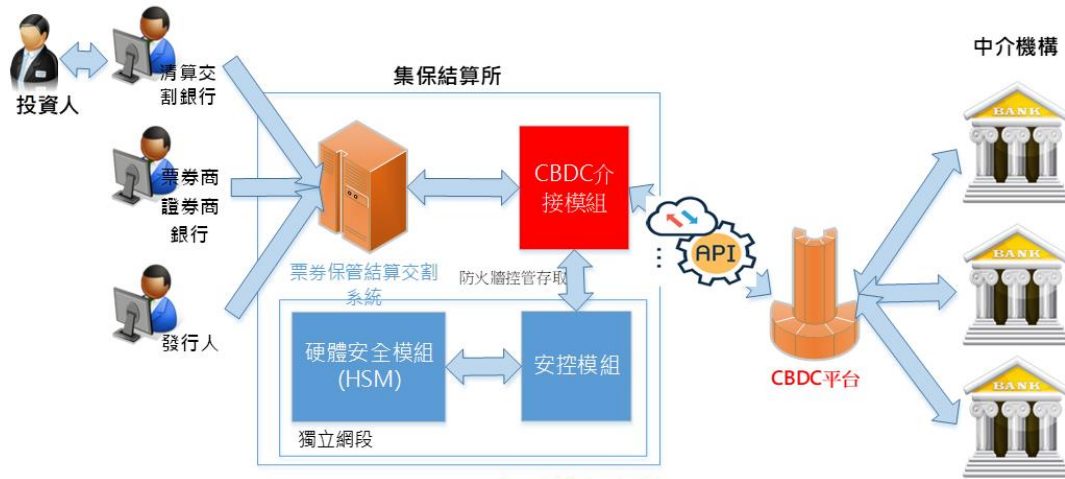 投資人
清算交
割銀行
票券商
證券商
銀行
發行人
集保結算所
票券保管結算交割
系統
CBDC介
接模組
防火牆控管存取
硬體安全模組
(HSM)
安控模組
獨立網段
API
CBDC平台
中介機構
BANK
BANK
BANK